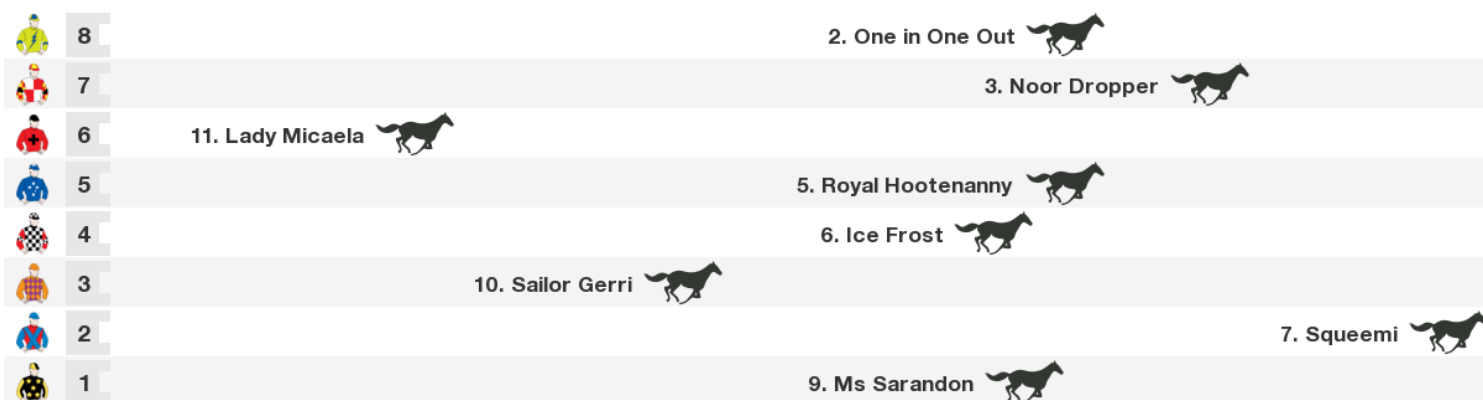 8 2. One in One Out
7 3. Noor Dropper
6 11. Lady Micaela
5 5. Royal Hootenanny
4 6. Ice Frost
3 10. Sailor Gerri
2 7. Squeemi
1 9. Ms Sarandon